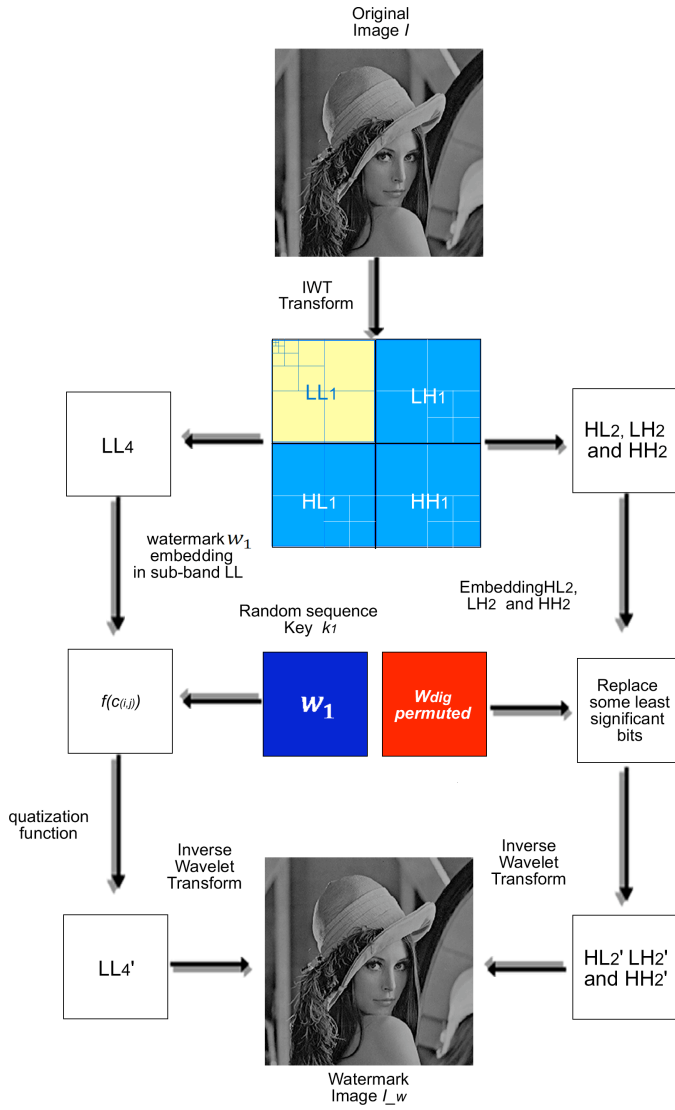 Original
Image I
IWT
Transform
LL1
LH1
HL1
HH1
LL4
HL2, LH2
and HH2
watermark w1
embedding
in sub-band LL
EmbeddingHL2,
LH2 and HH2
Random sequence
Key k1
f(c(i,j))
w1
Wdig
permuted
Replace
some least
significant
bits
quatization
function
Inverse
Wavelet
Transform
Inverse
Wavelet
Transform
LL4'
HL2' LH2'
and HH2'
Watermark
Image I_w